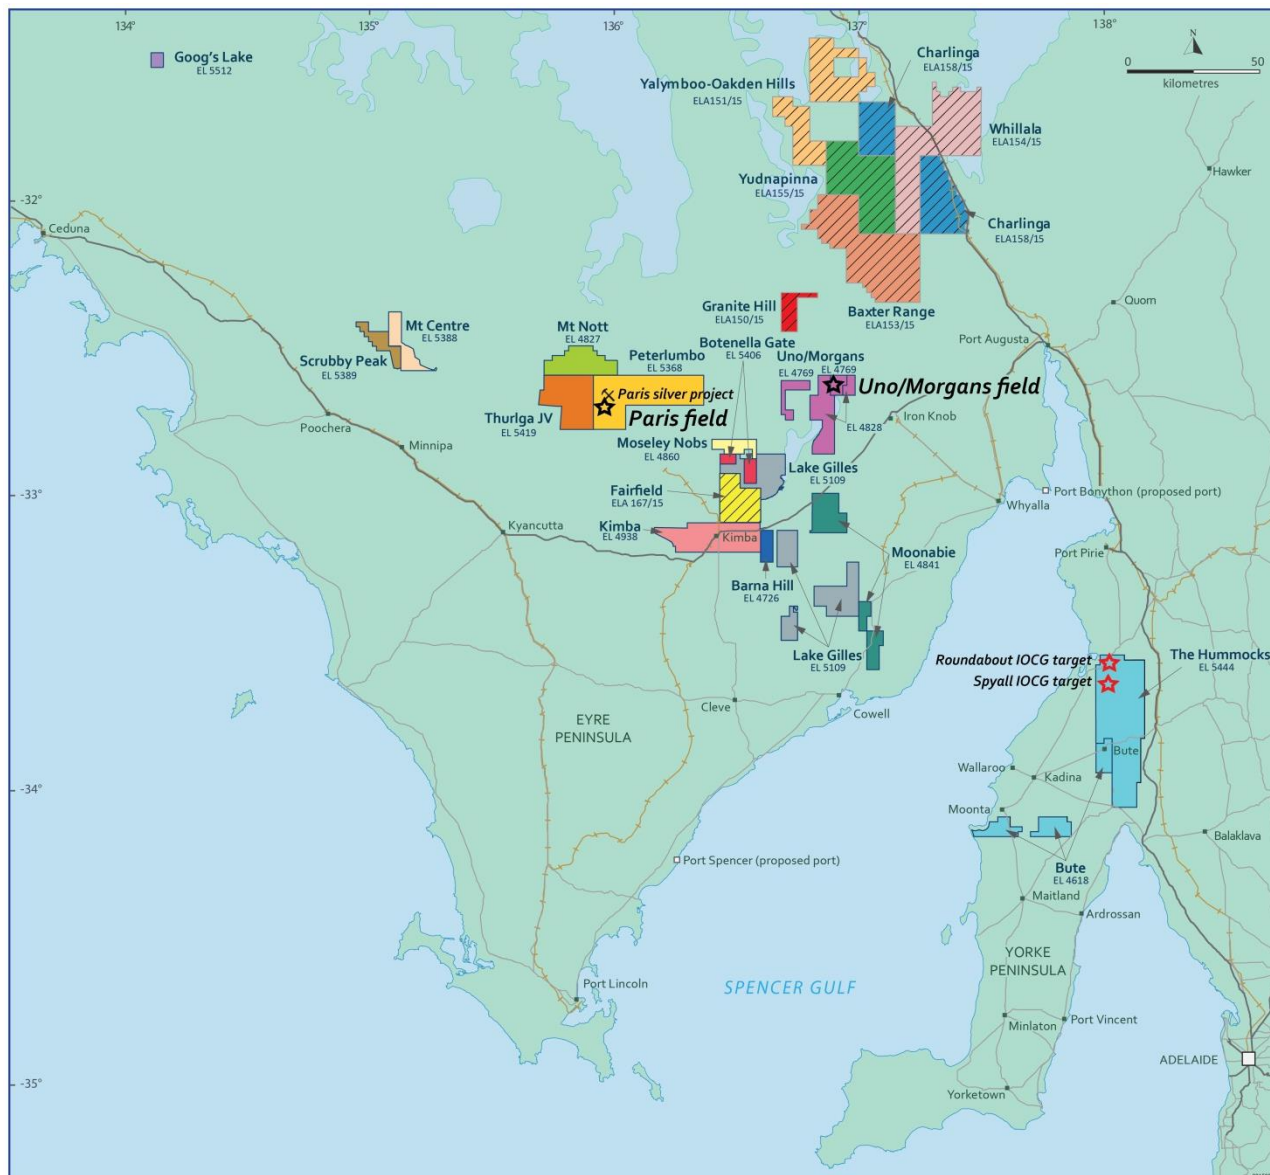 134°
135°
136°
137°
138°
N
0
50
kilometres
Goog's Lake
EL 5512
Charlinga
ELA158/15
Yalymboo-Oakden Hills
ELA151/15
Whillala
ELA154/15
Hawker
Yudnapinna
ELA155/15
-32°
Ceduna
Charlinga
ELA158/15
Granite Hill
ELA150/15
Baxter Range
ELA153/15
Quorn
Mt Centre
EL 5388
Scrubby Peak
EL 5389
Mt Nott
EL 4827
Botenella Gate
EL 5406
Port Augusta
Peterlumbo
EL 5368
Uno/Morgans
EL 4769
EL 4769
Paris silver project
Paris field
Uno/Morgans field
Thurlga JV
EL 5419
Poochera
Minnipa
Iron Knob
EL 4828
Moseley Nobs
EL 4860
Lake Gilles
EL 5109
-33°
Fairfield
ELA 167/15
Port Bonython (proposed port)
Whyalla
Kyancutta
Kimba
EL 4938
Kimba
Moonabie
EL 4841
Port Pirie
Barna Hill
EL 4726
Lake Gilles
EL 5109
Roundabout IOCG target
The Hummocks
EL 5444
Spyall IOCG target
Cleve
Cowell
EYRE
PENINSULA
Bute
Wallaroo
Kadina
-34°
Moonta
Balaklava
Port Spencer (proposed port)
Bute
EL 4618
Maitland
Ardrossan
YORKE
PENINSULA
Port Lincoln
SPENCER GULF
Minlaton
Port Vincent
ADELAIDE
-35°
Yorketown